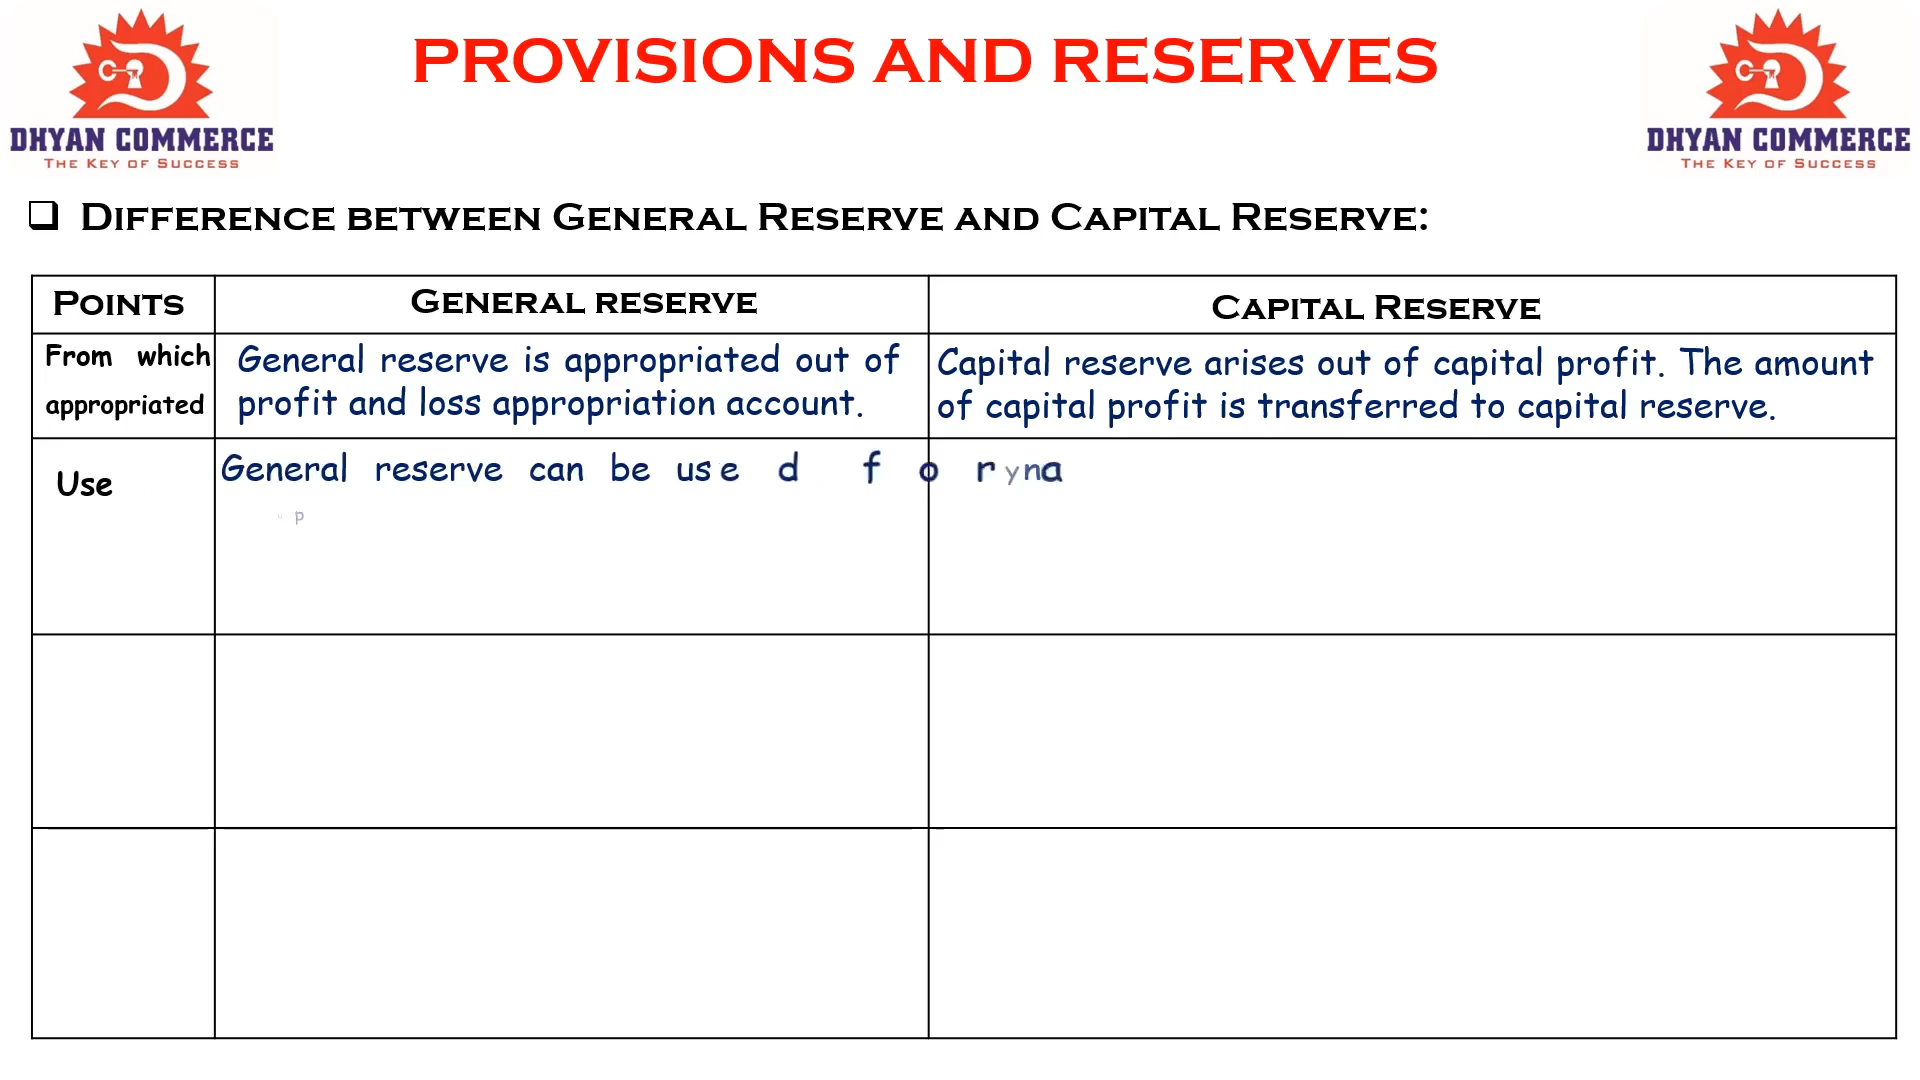 PROVISIONS AND RESERVES
DHYAN COMMERCE
THE KEY OF SUCCESS
DHYAN COMMERCE
THE KEY OF SUCCESS
DIFFERENCE BETWEEN GENERAL RESERVE AND CAPITAL RESERVE:
POINTS
GENERAL RESERVE
CAPITAL RESERVE
From which
appropriated
General reserve is appropriated out of
profit and loss appropriation account.
Capital reserve arises out of capital profit. The amount
of capital profit is transferred to capital reserve.
Use
General reserve can be used for